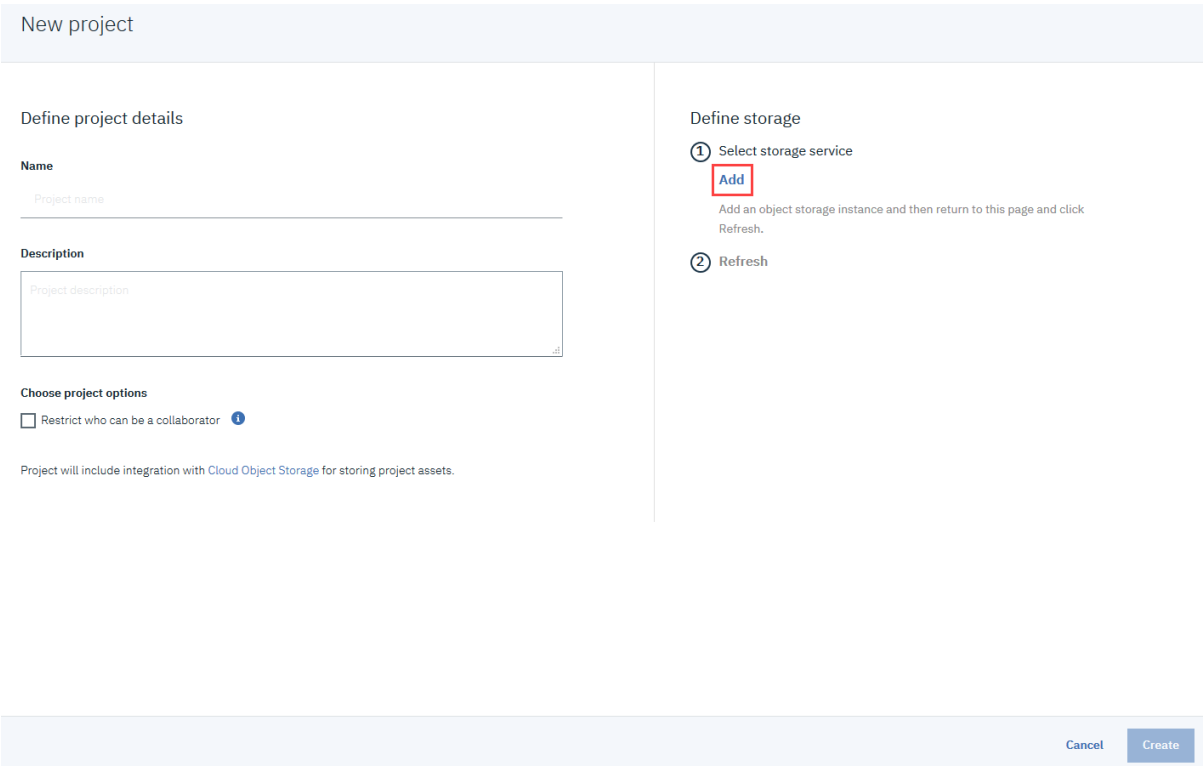 New project
Define project details
Name
Project name
Description
Project description
Choose project options
Restrict who can be a collaborator i
Project will include integration with Cloud Object Storage for storing project assets.
Define storage
1 Select storage service
Add
Add an object storage instance and then return to this page and click
Refresh.
2 Refresh
Cancel
Create